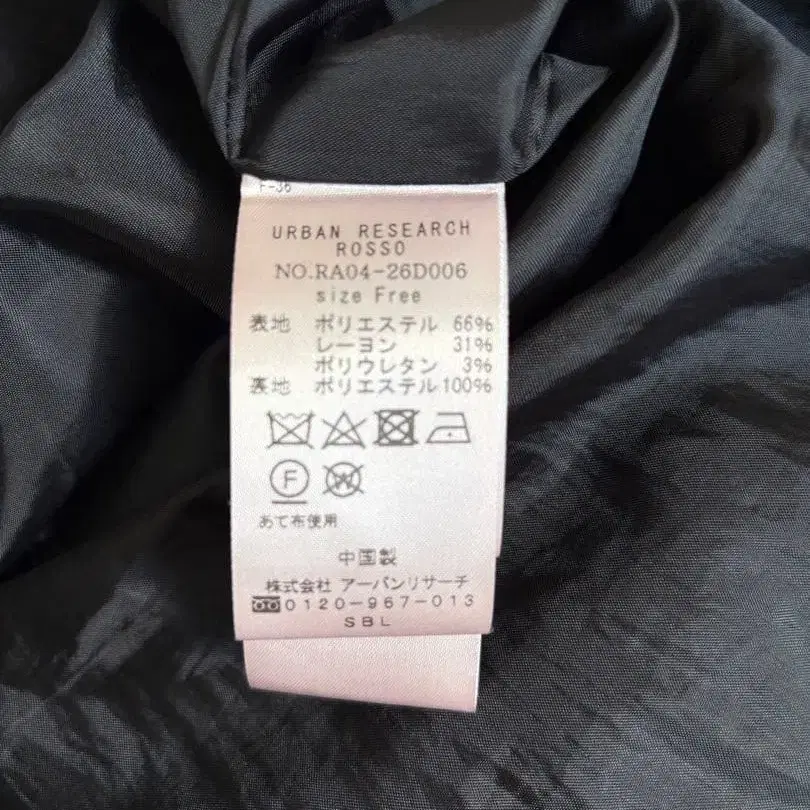 F-36
URBAN RESEARCH
ROSSO
NO.RA04-26D006
size Free
表地 ポリエステル 66%
レーヨン 31%
ポリウレタン 3%
裏地 ポリエステル 100%
F W
あて布使用
中国製
株式会社 アーバンリサーチ
0120-967-013
SBL